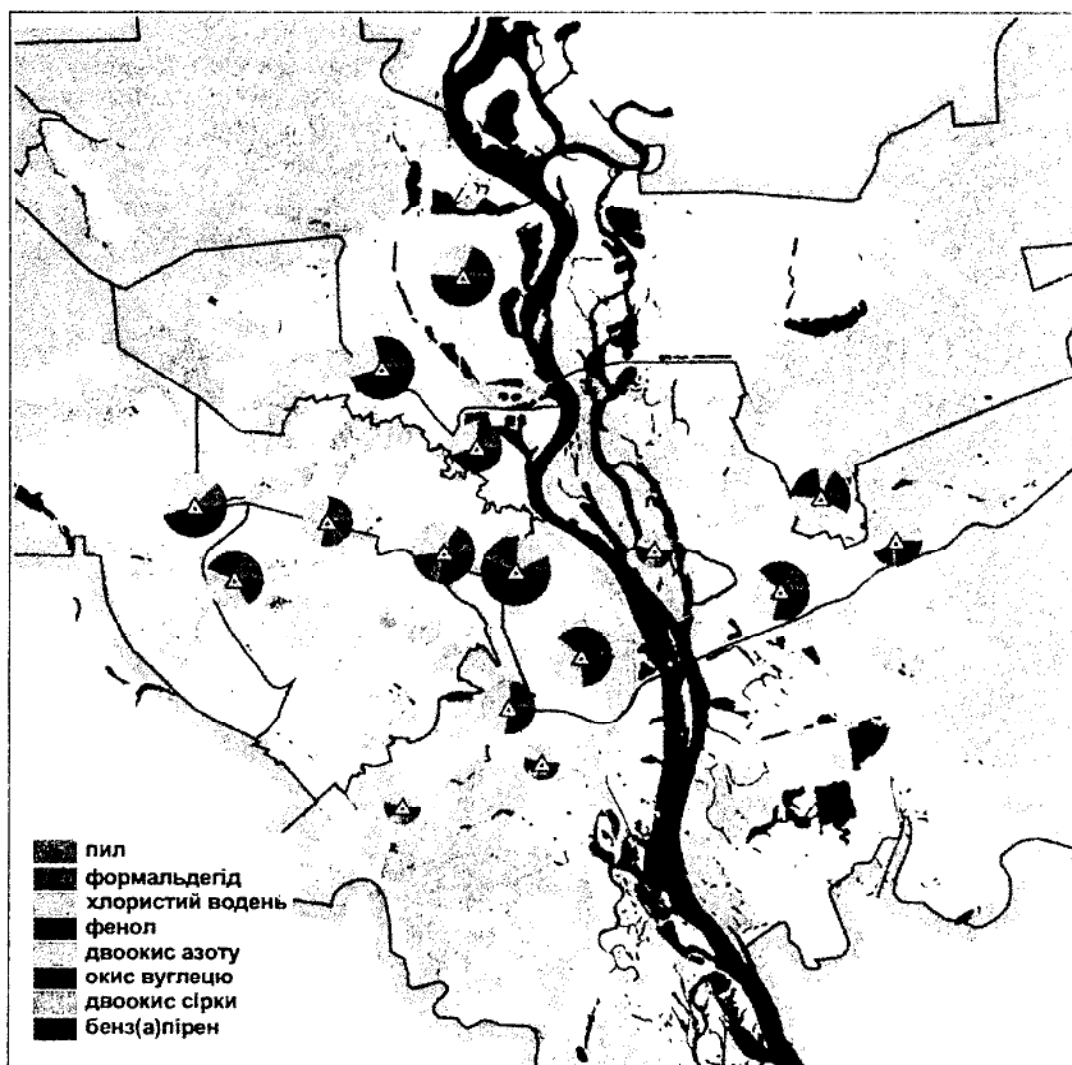 пил
формальдегід
хлористий водень
фенол
двоокис азоту
окис вуглецю
двоокис сірки
бенз(а)пірен